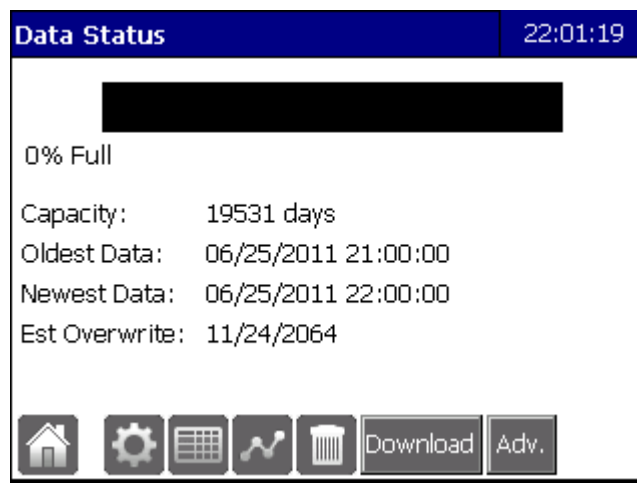 Data Status 22:01:19
0% Full
Capacity: 19531 days
Oldest Data: 06/25/2011 21:00:00
Newest Data: 06/25/2011 22:00:00
Est Overwrite: 11/24/2064
Download Adv.